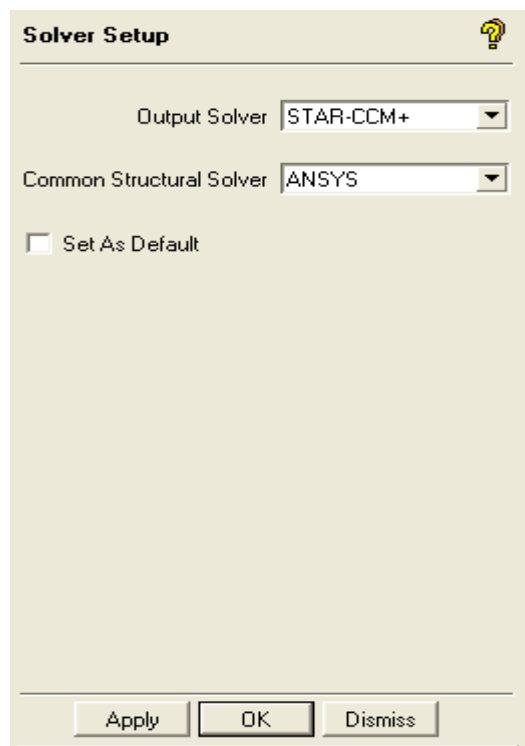 Solver Setup
Output Solver STAR-CCM+
Common Structural Solver ANSYS
Set As Default
Apply OK Dismiss